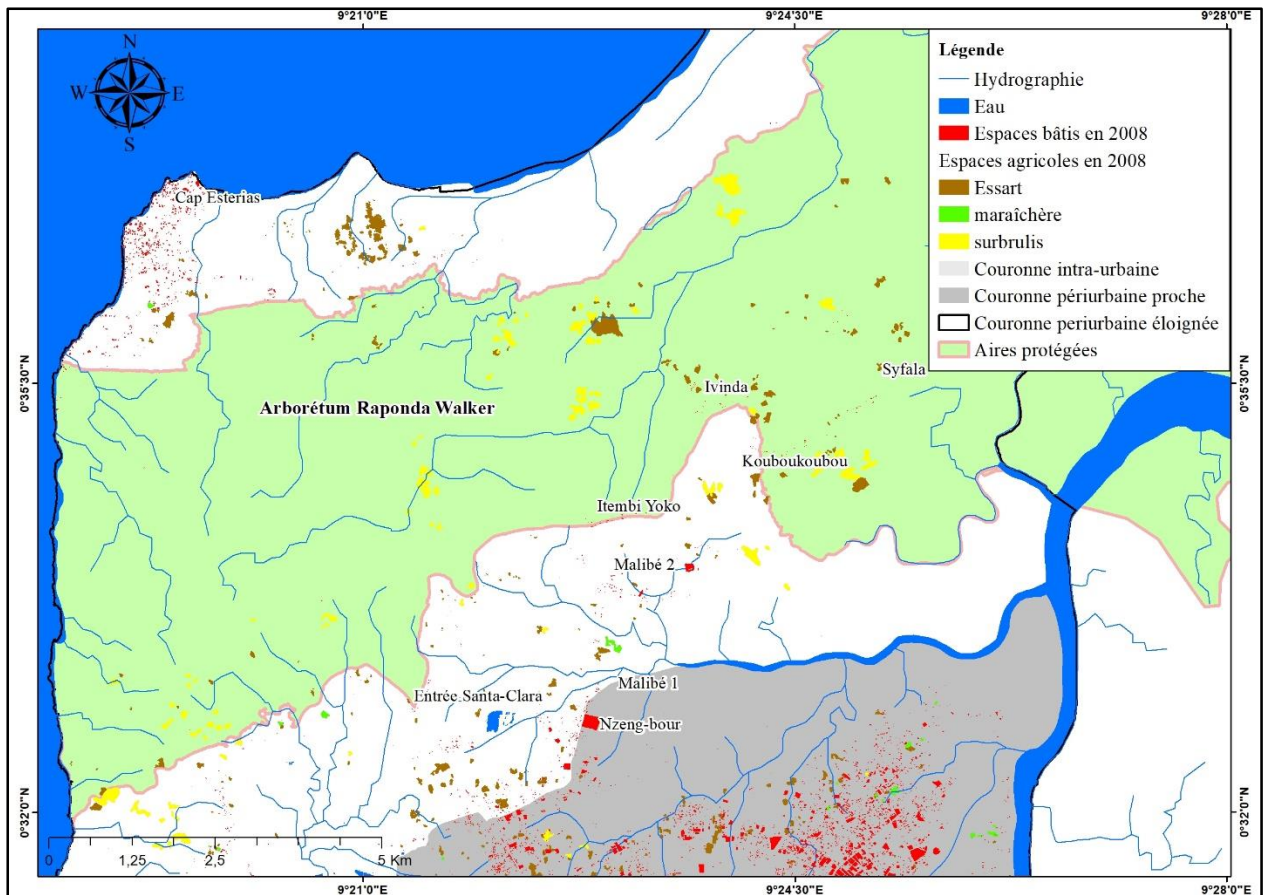 9°21'0"E
9°24'30"E
9°28'0"E
N
W
E
S
Légende
Hydrographie
Eau
Espaces bâtis en 2008
Espaces agricoles en 2008
Essart
maraîchère
surbrulis
Couronne intra-urbaine
Couronne périurbaine proche
Couronne periurbaine éloignée
Aires protégées
Cap Esterias
0°35'30"N
0°35'30"N
Syfala
Ivinda
Arborétum Raponda Walker
Kouboukoubou
Itembi Yoko
Malibé 2
Malibé 1
Entrée Santa-Clara
Nzeng-bour
0°32'0"N
0°32'0"N
0
1,25
2,5
5 Km
9°21'0"E
9°24'30"E
9°28'0"E